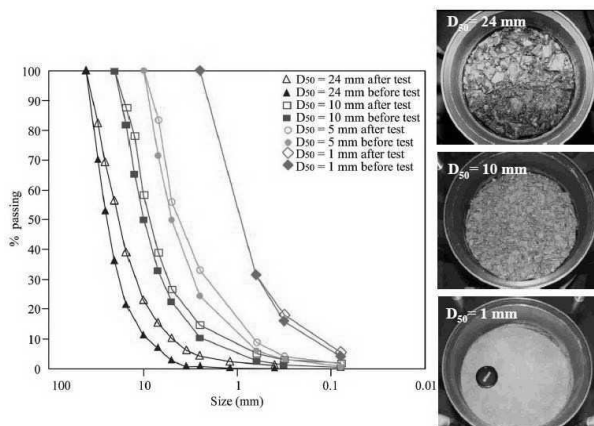 100
90
80
70
60
50
40
30
20
10
0
% passing
100
10
1
0.1
0.01
Size (mm)
D50 = 24 mm after test
D50 = 24 mm before test
D50 = 10 mm after test
D50 = 10 mm before test
D50 = 5 mm after test
D50 = 5 mm before test
D50 = 1 mm after test
D50 = 1 mm before test
D50 = 24 mm
D50 = 10 mm
D50 = 1 mm